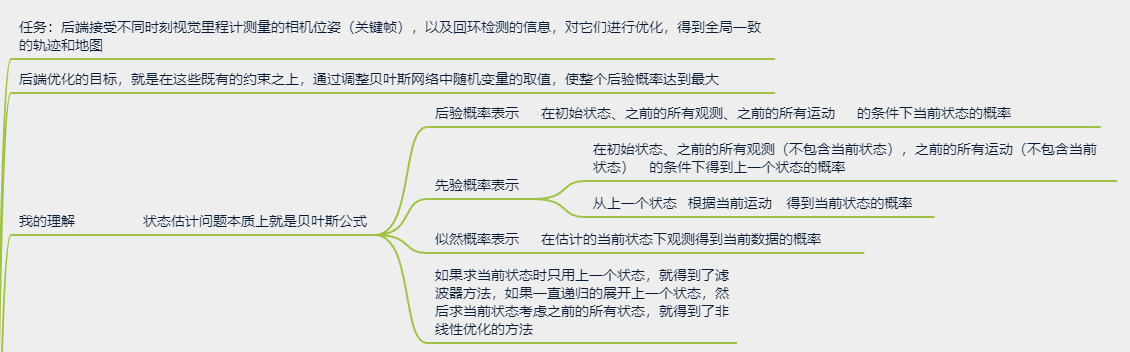 任务：后端接受不同时刻视觉里程计测量的相机位姿（关键帧），以及回环检测的信息，对它们进行优化，得到全局一致
的轨迹和地图
后端优化的目标，就是在这些既有的约束之上，通过调整贝叶斯网络中随机变量的取值，使整个后验概率达到最大
后验概率表示 在初始状态、之前的所有观测、之前的所有运动 的条件下当前状态的概率
在初始状态、之前的所有观测（不包含当前状态），之前的所有运动（不包含当前
状态） 的条件下得到上一个状态的概率
先验概率表示
从上一个状态 根据当前运动 得到当前状态的概率
我的理解 状态估计问题本质上就是贝叶斯公式
似然概率表示 在估计的当前状态下观测得到当前数据的概率
如果求当前状态时只用上一个状态，就得到了滤
波器方法，如果一直递归的展开上一个状态，然
后求当前状态考虑之前的所有状态，就得到了非
线性优化的方法